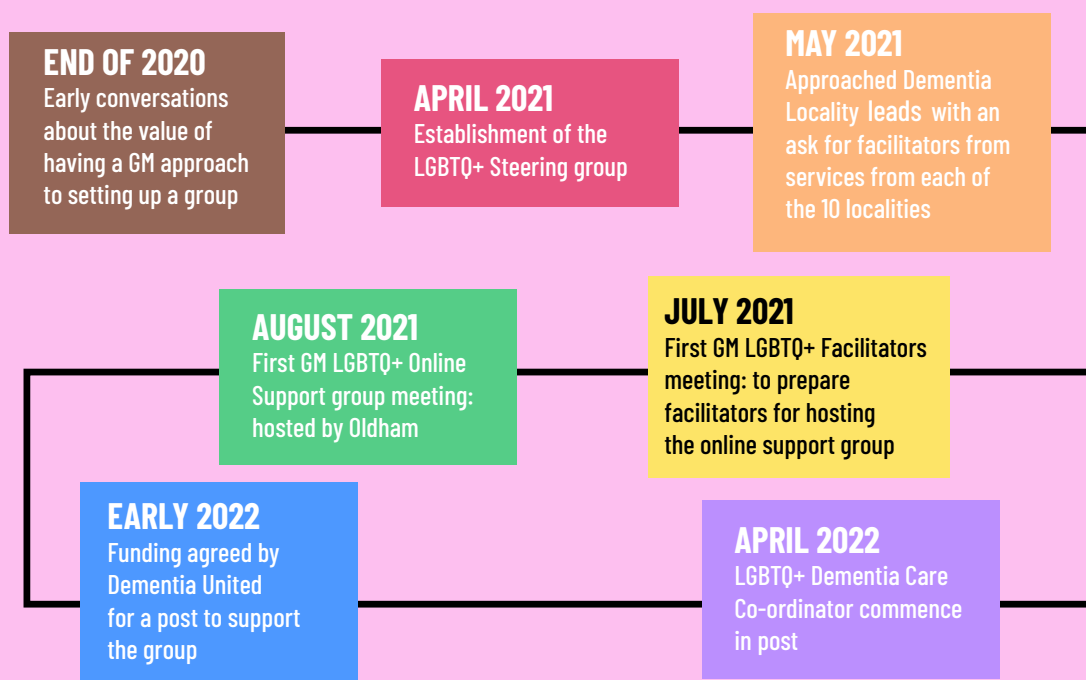 END OF 2020
Early conversations
about the value of
having a GM approach
to setting up a group
APRIL 2021
Establishment of the
LGBTQ+ Steering group
MAY 2021
Approached Dementia
Locality leads with an
ask for facilitators from
services from each of
the 10 localities
JULY 2021
First GM LGBTQ+ Facilitators
meeting: to prepare
facilitators for hosting
the online support group
AUGUST 2021
First GM LGBTQ+ Online
Support group meeting:
hosted by Oldham
EARLY 2022
Funding agreed by
Dementia United
for a post to support
the group
APRIL 2022
LGBTQ+ Dementia Care
Co-ordinator commence
in post